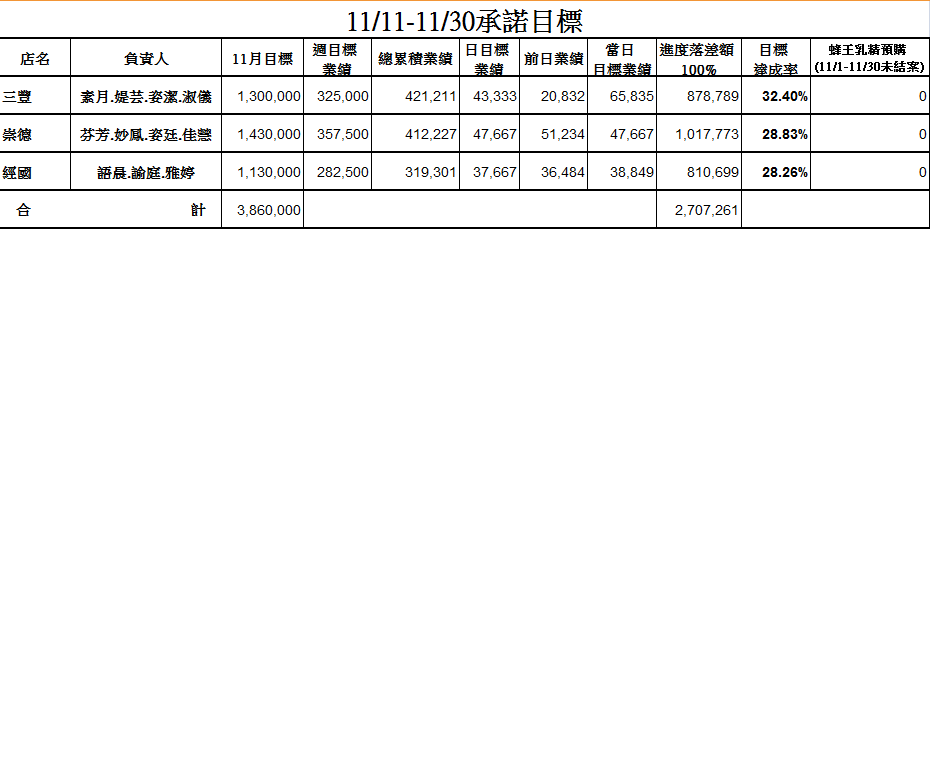 11/11-11/30承諾目標
店名 負責人 11月目標 週目標業績 總累積業績 日目標業績 前日業績 當日目標業績 進度落差額100% 目標達成率 蜂王乳精預購(11/1-11/30未結案)
三豐 素月.媞芸.姿潔.淑儀 1,300,000 325,000 421,211 43,333 20,832 65,835 878,789 32.40% 0
崇德 芬芳.妙鳳.姿廷.佳慧 1,430,000 357,500 412,227 47,667 51,234 47,667 1,017,773 28.83% 0
經國 語晨.諭庭.雅婷 1,130,000 282,500 319,301 37,667 36,484 38,849 810,699 28.26% 0
合 計 3,860,000 2,707,261